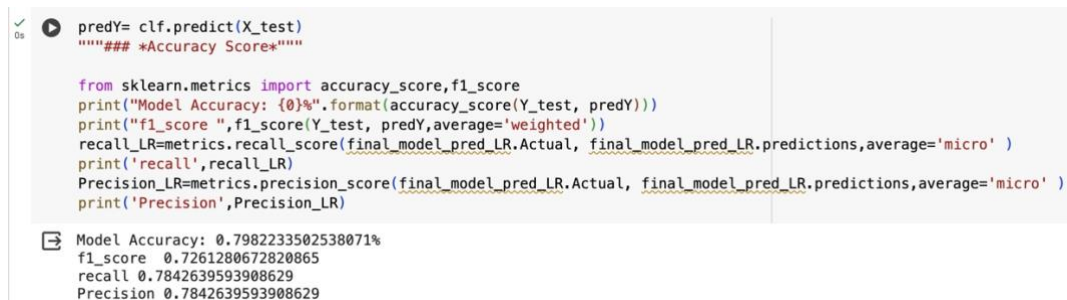 0s
predY= clf.predict(X_test)
"""### *Accuracy Score*"""
from sklearn.metrics import accuracy_score,f1_score
print("Model Accuracy: {0}%".format(accuracy_score(Y_test, predY)))
print("f1_score ",f1_score(Y_test, predY,average='weighted'))
recall_LR=metrics.recall_score(final_model_pred_LR.Actual, final_model_pred_LR.predictions,average='micro' )
print('recall',recall_LR)
Precision_LR=metrics.precision_score(final_model_pred_LR.Actual, final_model_pred_LR.predictions,average='micro' )
print('Precision',Precision_LR)
Model Accuracy: 0.7982233502538071%
f1_score  0.7261280672820865
recall 0.7842639593908629
Precision 0.7842639593908629